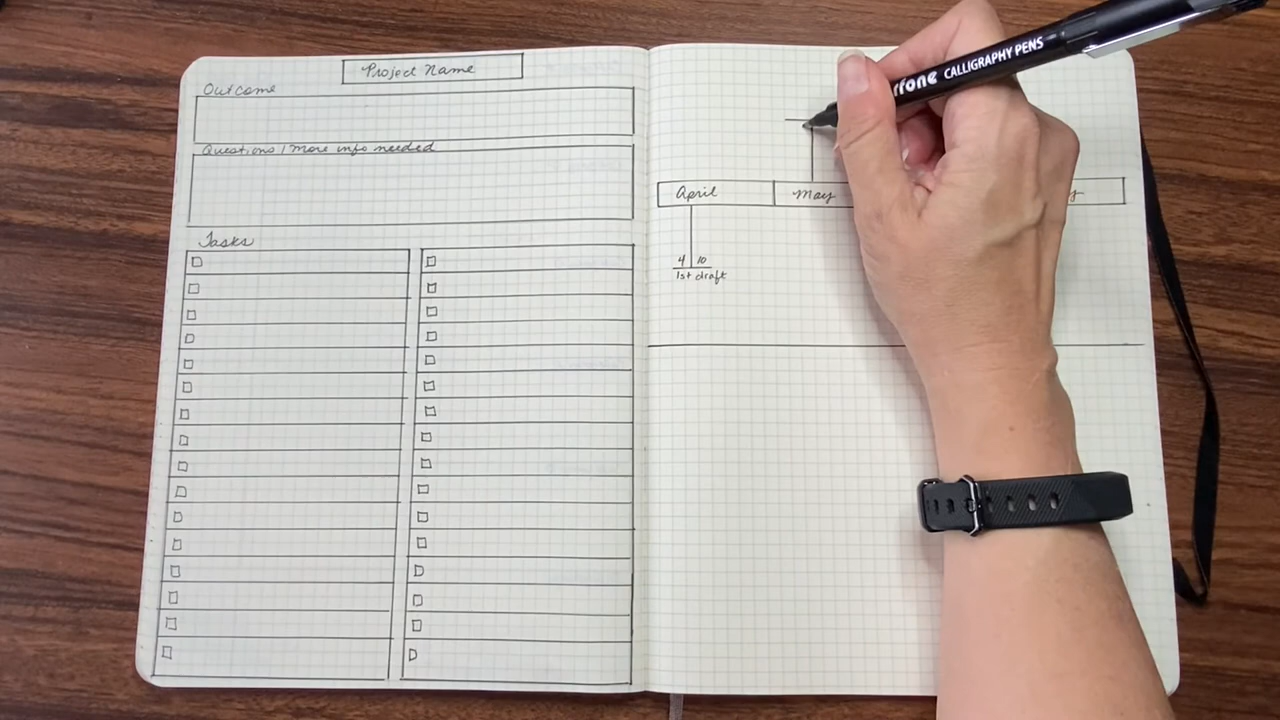 Project Name
Outcome
Questions / More info needed
Tasks
April
May
4 10
1st draft
CALLIGRAPHY PENS